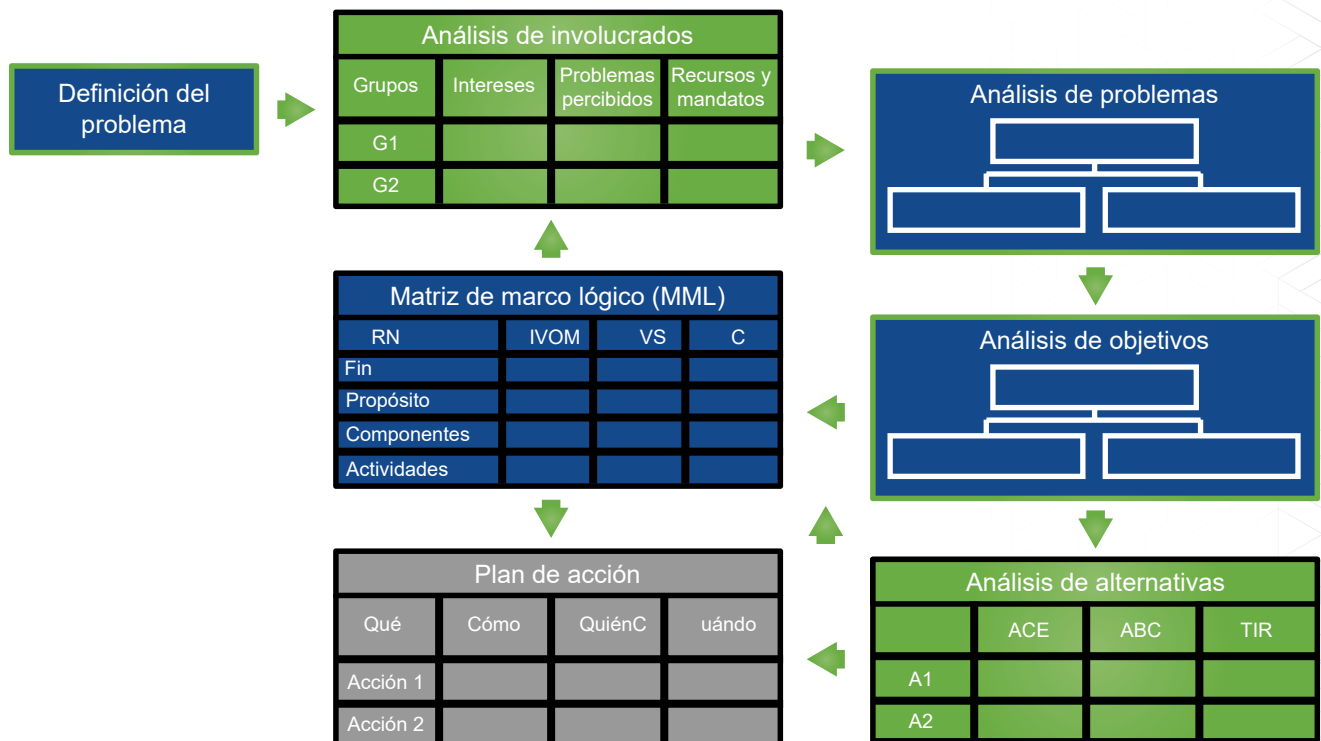 Definición del
problema
Análisis de involucrados
Grupos Intereses Problemas percibidos Recursos y mandatos
G1
G2
Análisis de problemas
Matriz de marco lógico (MML)
RN IVOM VS C
Fin
Propósito
Componentes
Actividades
Análisis de objetivos
Plan de acción
Qué Cómo QuiénC uándo
Acción 1
Acción 2
Análisis de alternativas
ACE ABC TIR
A1
A2